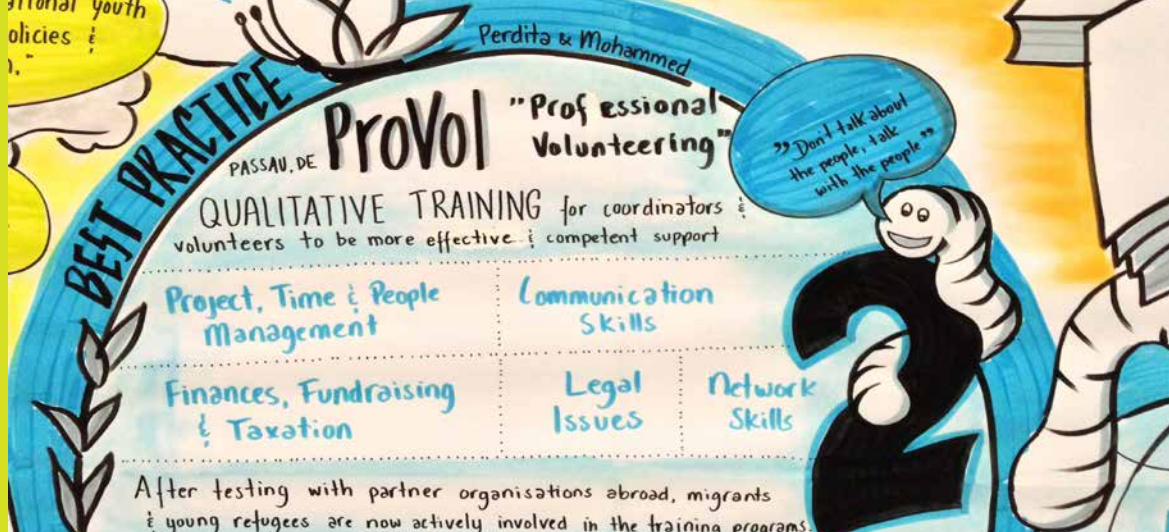 ational youth
olicies &
Perdita & Mohammed
BEST PRACTICE
PASSAU, DE ProVol "Professional
Volunteering"
"Don't talk about
the people, talk
with the people"
QUALITATIVE TRAINING for coordinators &
volunteers to be more effective & competent support
Project, Time & People
Management
Communication
Skills
Finances, Fundraising
& Taxation
Legal
Issues
Network
Skills
2
After testing with partner organisations abroad, migrants
& young refugees are now actively involved in the training programs.